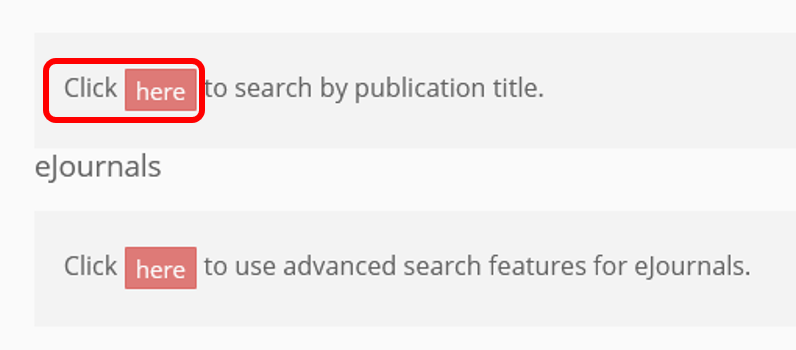 Click here to search by publication title.
eJournals
Click here to use advanced search features for eJournals.